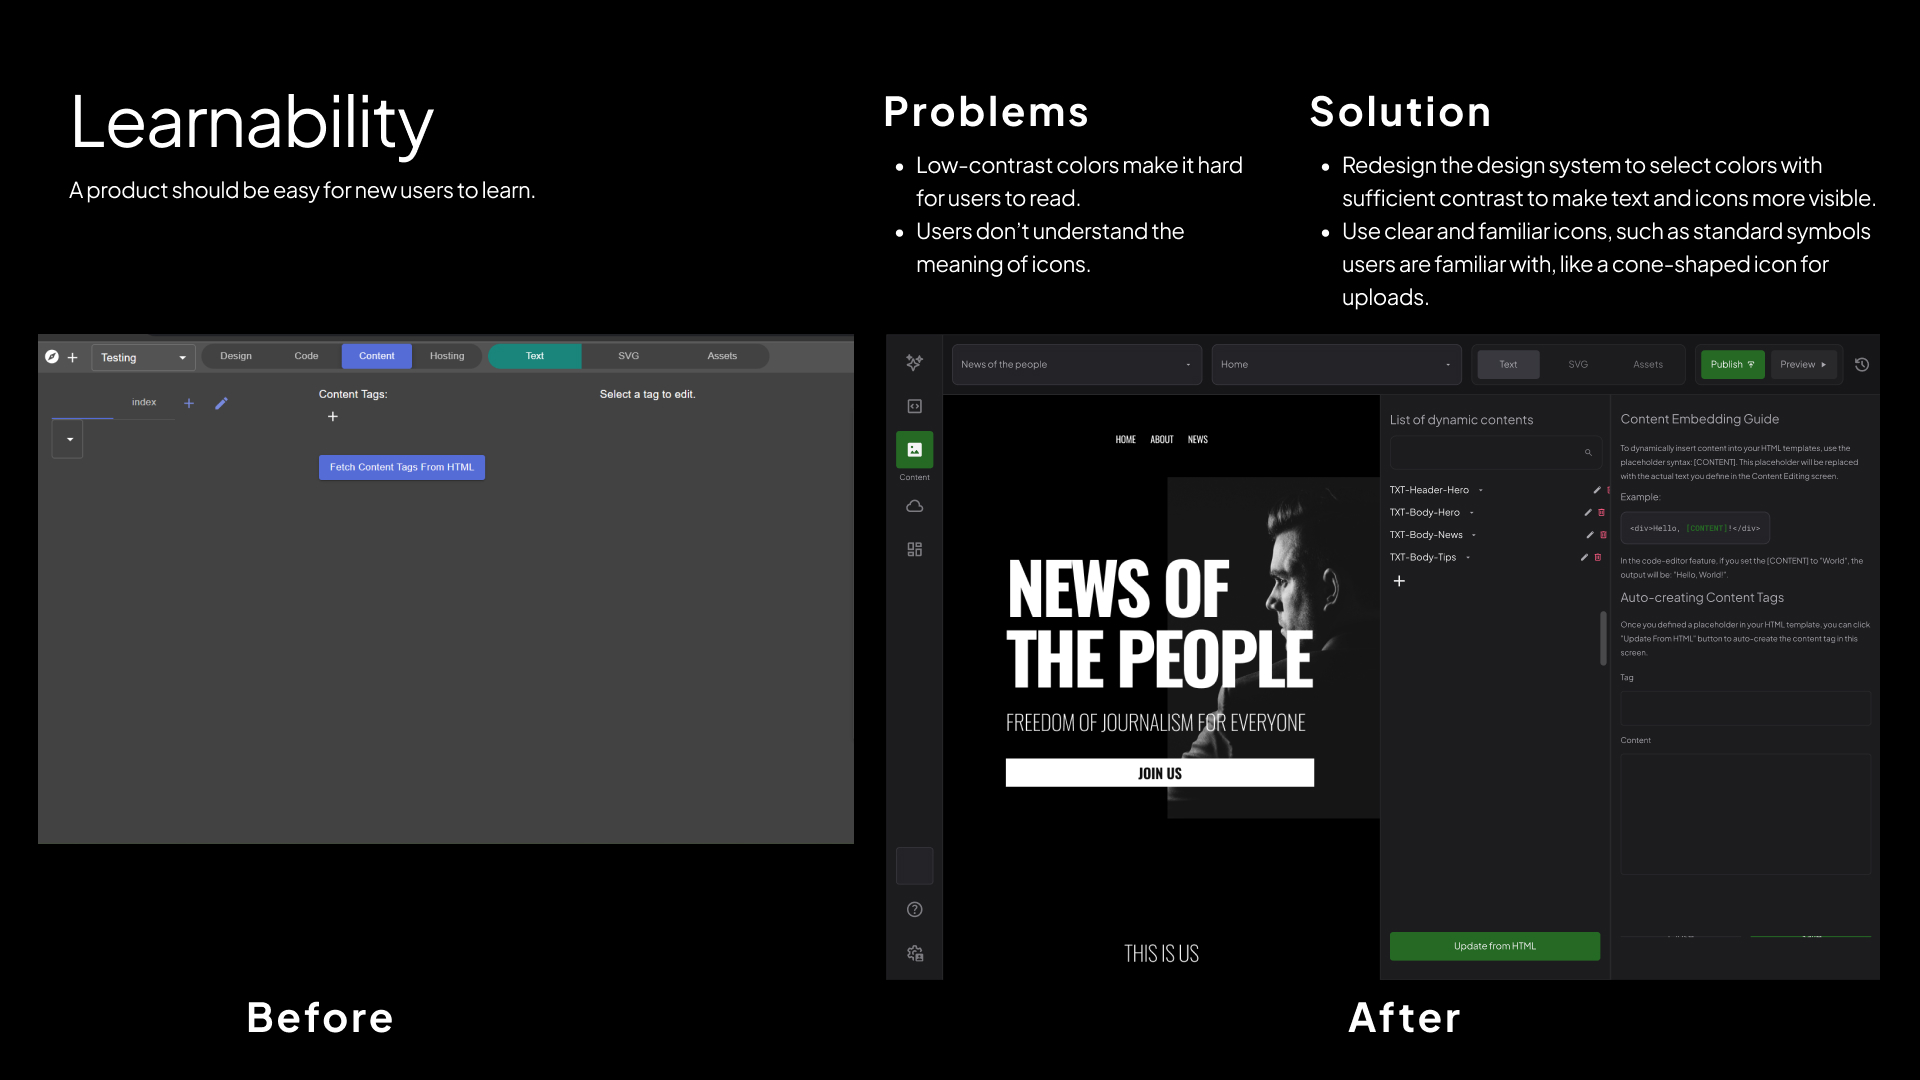 Learnability
A product should be easy for new users to learn.
Problems
• Low-contrast colors make it hard
for users to read.
• Users don’t understand the
meaning of icons.
Solution
• Redesign the design system to select colors with
sufficient contrast to make text and icons more visible.
• Use clear and familiar icons, such as standard symbols
users are familiar with, like a cone-shaped icon for
uploads.
Testing
Design
Code
Content
Hosting
Text
SVG
Assets
index
Content Tags:
Select a tag to edit.
Fetch Content Tags From HTML
Before
News of the people
Home
Text
SVG
Assets
Publish
Preview
Content
HOME
ABOUT
NEWS
NEWS OF
THE PEOPLE
FREEDOM OF JOURNALISM FOR EVERYONE
JOIN US
THIS IS US
List of dynamic contents
TXT-Header-Hero
TXT-Body-Hero
TXT-Body-News
TXT-Body-Tips
Update from HTML
Content Embedding Guide
To dynamically insert content into your HTML templates, use the
placeholder syntax: [CONTENT]. This placeholder will be replaced
with the actual text you define in the Content Editing screen.
Example:
<div>Hello, [CONTENT]!</div>
In the code-editor feature, if you set the [CONTENT] to "World", the
output will be: "Hello, World!".
Auto-creating Content Tags
Once you defined a placeholder in your HTML template, you can click
"Update From HTML" button to auto-create the content tag in this
screen.
Tag
Content
After